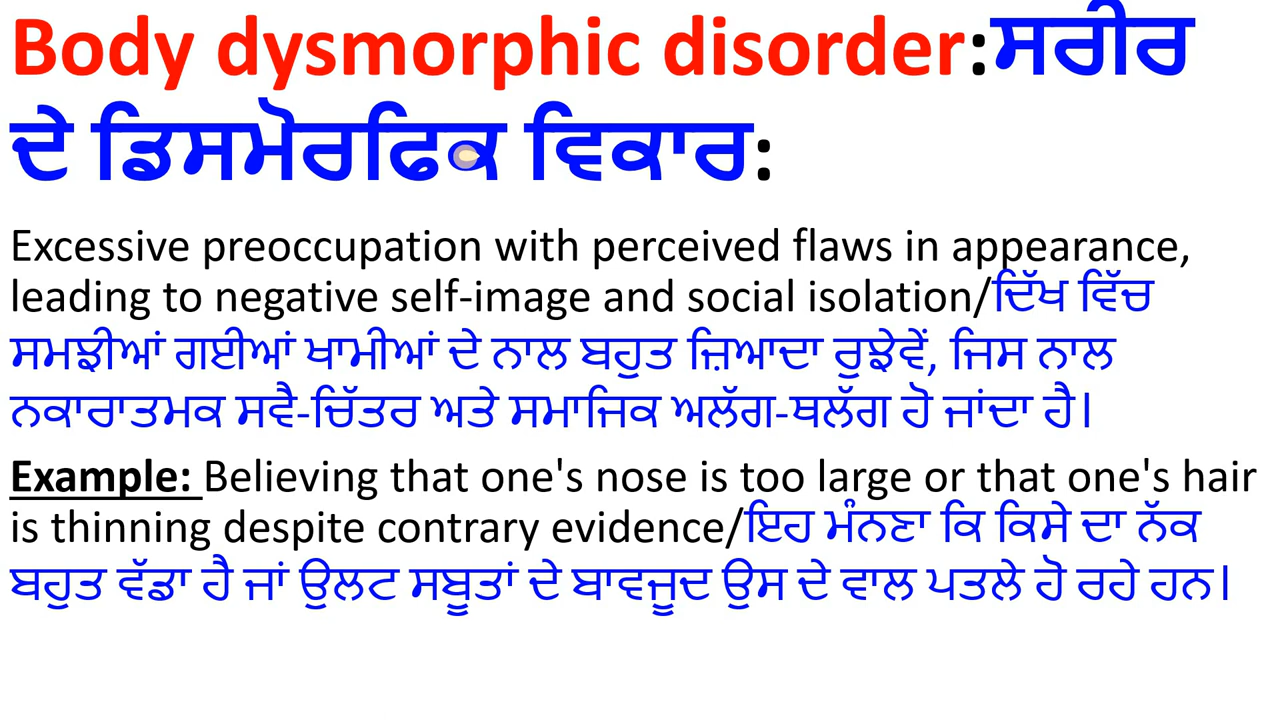 Body dysmorphic disorder:ਸਰੀਰ
ਦੇ ਡਿਸਮੋਰਫਿਕ ਵਿਕਾਰ:
Excessive preoccupation with perceived flaws in appearance,
leading to negative self-image and social isolation/ਦਿੱਖ ਵਿੱਚ
ਸਮਝੀਆਂ ਗਈਆਂ ਖਾਮੀਆਂ ਦੇ ਨਾਲ ਬਹੁਤ ਜ਼ਿਆਦਾ ਰੁਝੇਵੇਂ, ਜਿਸ ਨਾਲ
ਨਕਾਰਾਤਮਕ ਸਵੈ-ਚਿੱਤਰ ਅਤੇ ਸਮਾਜਿਕ ਅਲੱਗ-ਥਲੱਗ ਹੋ ਜਾਂਦਾ ਹੈ।
Example: Believing that one's nose is too large or that one's hair
is thinning despite contrary evidence/ਇਹ ਮੰਨਣਾ ਕਿ ਕਿਸੇ ਦਾ ਨੱਕ
ਬਹੁਤ ਵੱਡਾ ਹੈ ਜਾਂ ਉਲਟ ਸਬੂਤਾਂ ਦੇ ਬਾਵਜੂਦ ਉਸ ਦੇ ਵਾਲ ਪਤਲੇ ਹੋ ਰਹੇ ਹਨ।